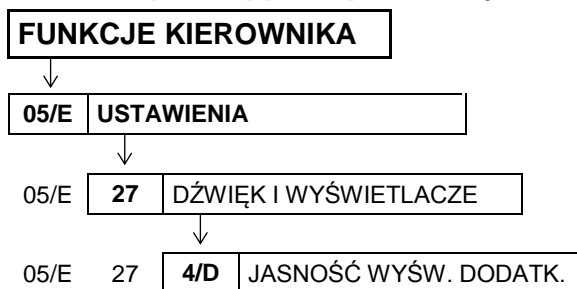 FUNKCJE KIEROWNIKA
05/E USTAWIENIA
05/E 27 DŹWIĘK I WYŚWIETLACZE
05/E 27 4/D JASNOŚĆ WYŚW. DODATK.